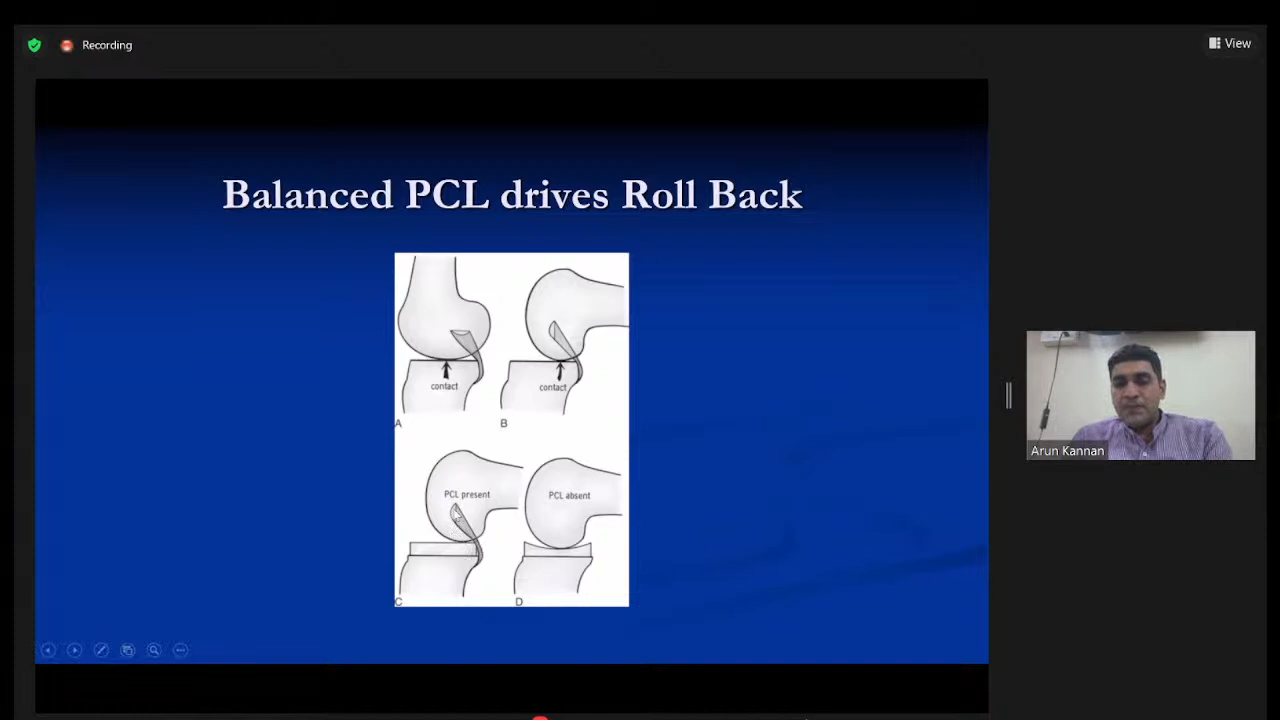 Recording
View
Balanced PCL drives Roll Back
contact
contact
A
B
PCL present
PCL absent
C
D
Arun Kannan